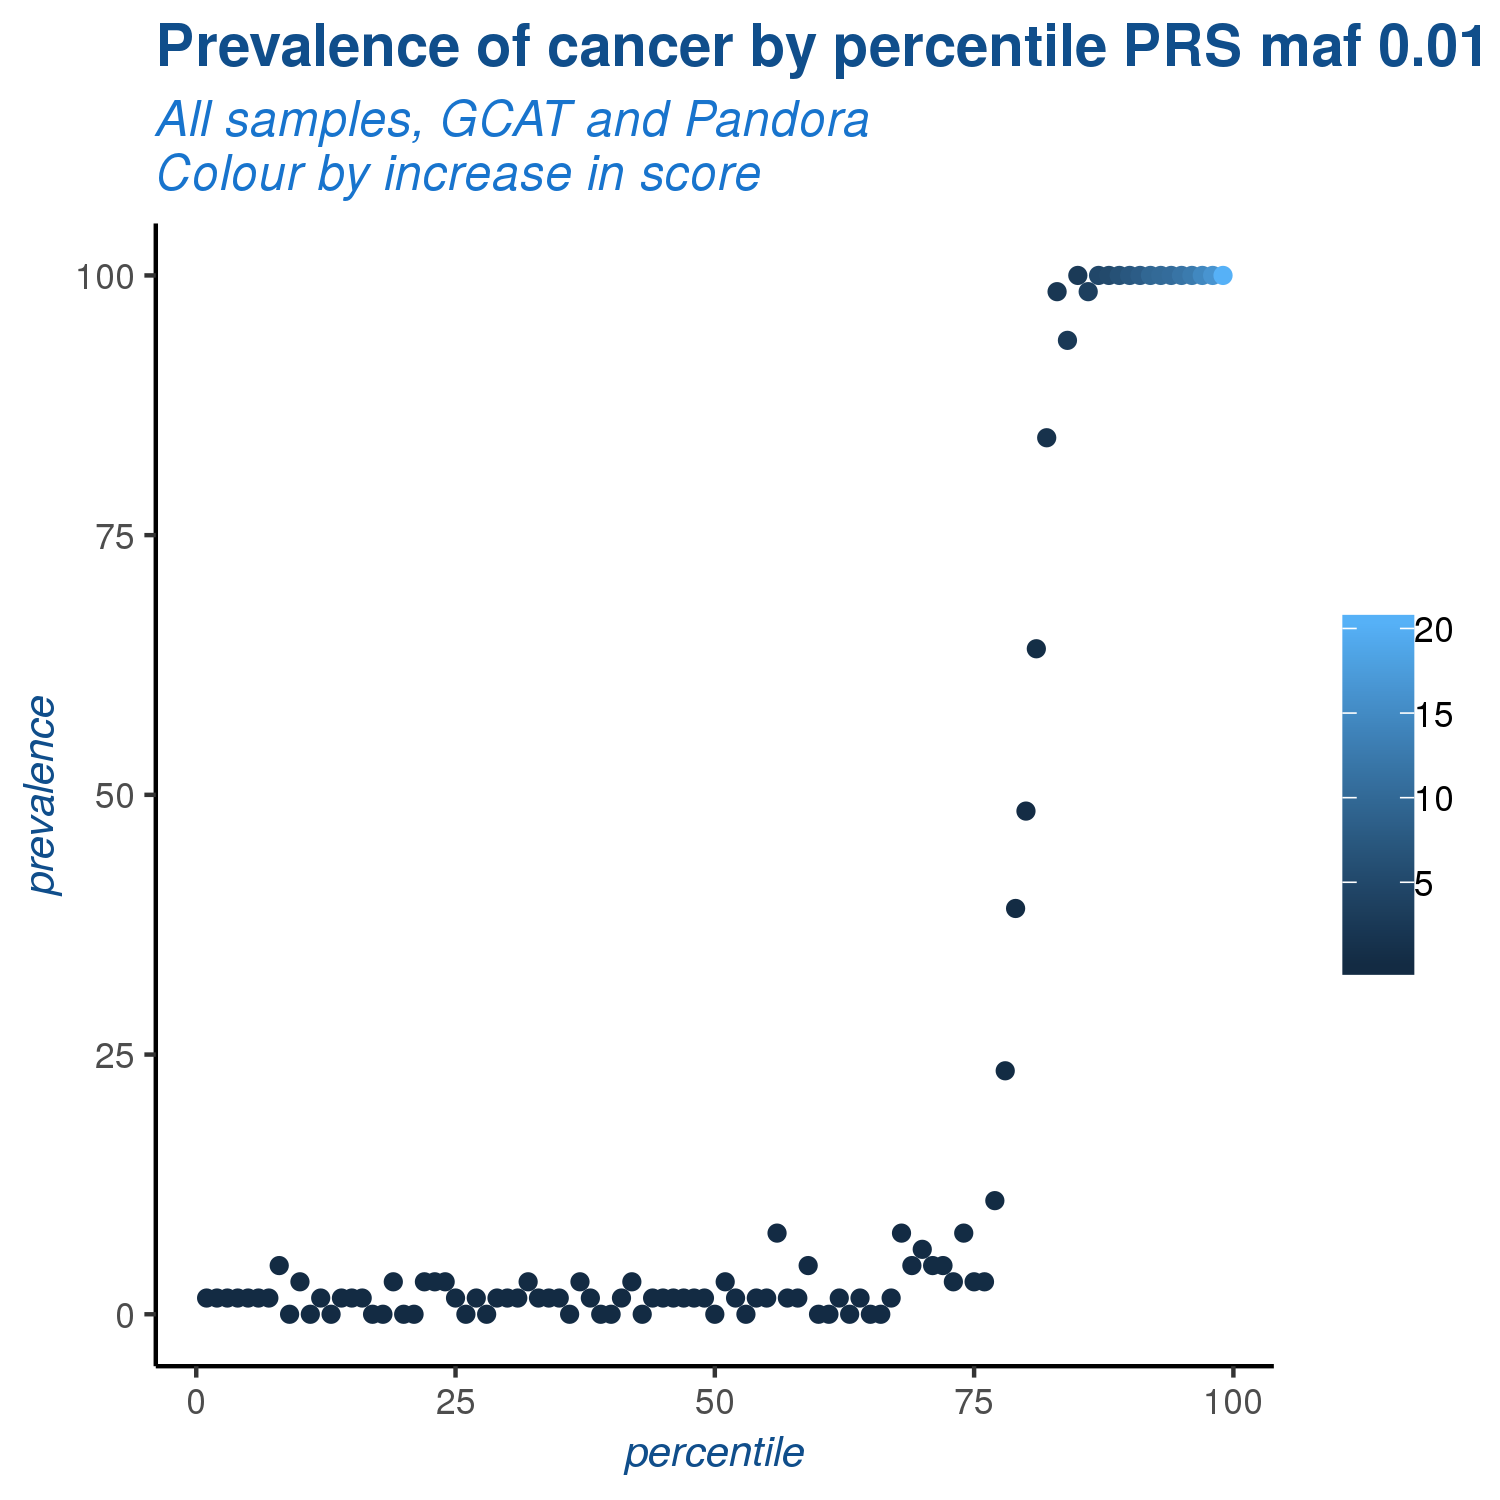 Prevalence of cancer by percentile PRS maf 0.01
All samples, GCAT and Pandora
Colour by increase in score
100
75
50
25
0
prevalence
0 25 50 75 100
percentile
20
15
10
5